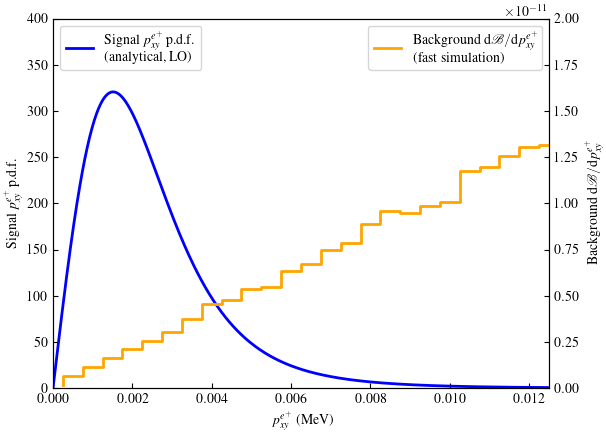 ×10⁻¹¹
Signal p_{xy}^{e⁺} p.d.f.
(analytical, LO)
Background dℬ/dp_{xy}^{e⁺}
(fast simulation)
400
350
300
250
200
150
100
50
0
Signal p_{xy}^{e⁺} p.d.f.
2.00
1.75
1.50
1.25
1.00
0.75
0.50
0.25
0.00
Background dℬ/dp_{xy}^{e⁺}
0.000 0.002 0.004 0.006 0.008 0.010 0.012
p_{xy}^{e⁺} (MeV)